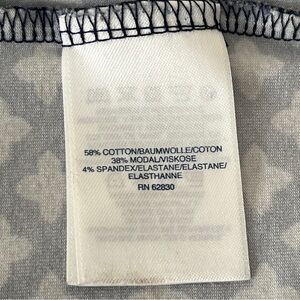 58% COTTON/BAUMWOLLE/COTON
38% MODAL/VISKOSE
4% SPANDEX/ELASTANE/ELASTANE/
ELASTHANNE
RN 62830